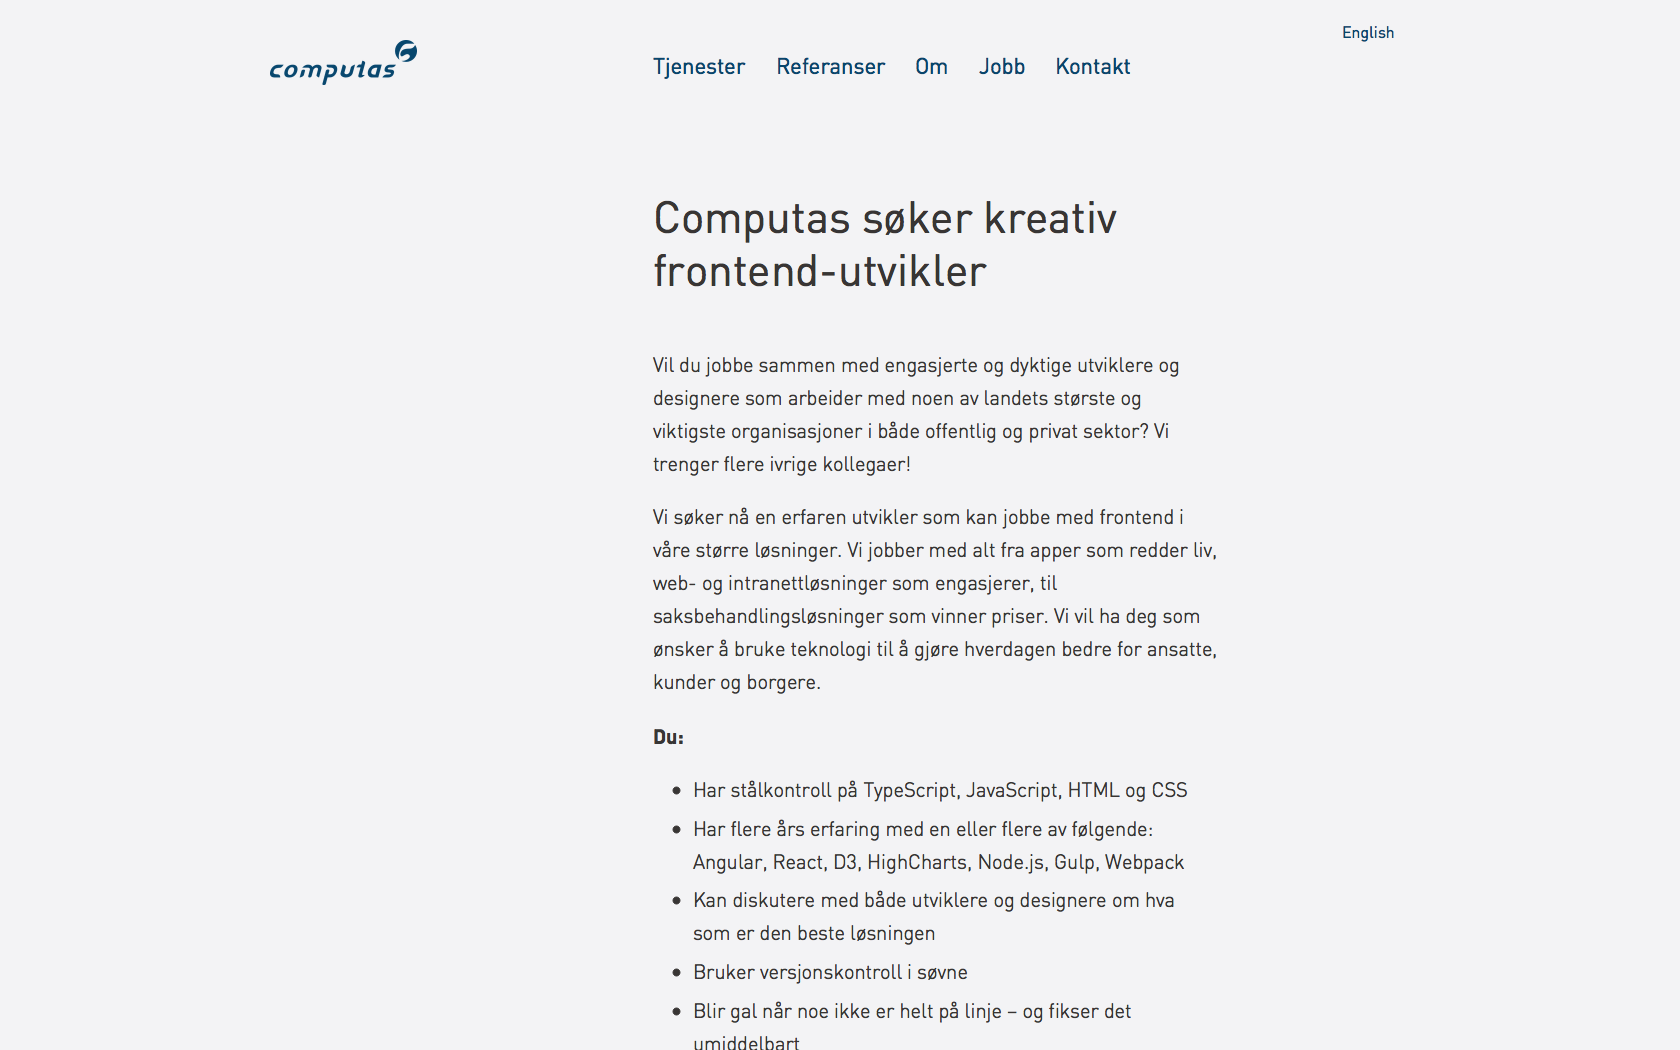 English
computas
Tjenester Referanser Om Jobb Kontakt
Computas søker kreativ
frontend-utvikler
Vil du jobbe sammen med engasjerte og dyktige utviklere og
designere som arbeider med noen av landets største og
viktigste organisasjoner i både offentlig og privat sektor? Vi
trenger flere ivrige kollegaer!
Vi søker nå en erfaren utvikler som kan jobbe med frontend i
våre større løsninger. Vi jobber med alt fra apper som redder liv,
web- og intranettløsninger som engasjerer, til
saksbehandlingsløsninger som vinner priser. Vi vil ha deg som
ønsker å bruke teknologi til å gjøre hverdagen bedre for ansatte,
kunder og borgere.
Du:
• Har stålkontroll på TypeScript, JavaScript, HTML og CSS
• Har flere års erfaring med en eller flere av følgende:
Angular, React, D3, HighCharts, Node.js, Gulp, Webpack
• Kan diskutere med både utviklere og designere om hva
som er den beste løsningen
• Bruker versjonskontroll i søvne
• Blir gal når noe ikke er helt på linje – og fikser det
umiddelbart